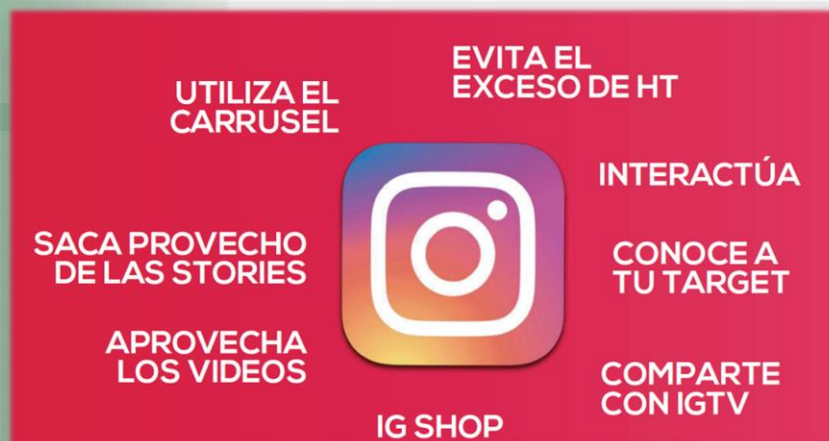 UTILIZA EL
CARRUSEL
EVITA EL
EXCESO DE HT
INTERACTÚA
SACA PROVECHO
DE LAS STORIES
CONOCE A
TU TARGET
APROVECHA
LOS VIDEOS
COMPARTE
CON IGTV
IG SHOP